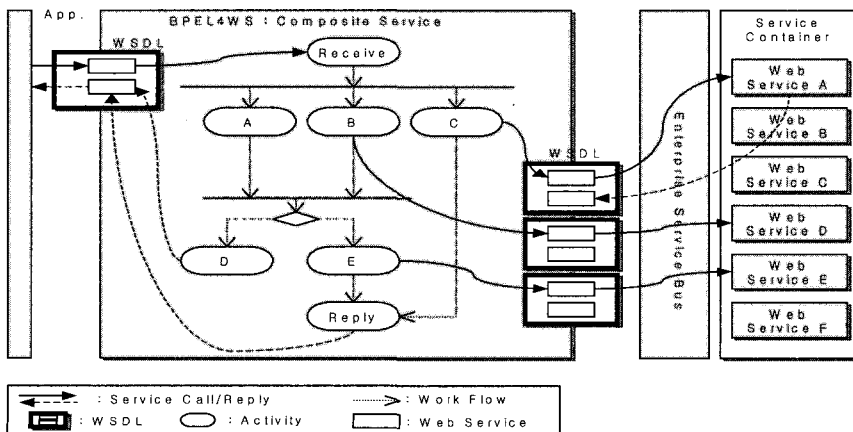 App.
BPEL4WS : Composite Service
Service
Container
WSDL
Receive
Web
Service A
A
B
C
Web
Service B
WSDL
Web
Service C
Enterprise Service Bus
Web
Service D
D
E
Web
Service E
Reply
Web
Service F
: Service Call/Reply
: Work Flow
: WSDL
: Activity
: Web Service